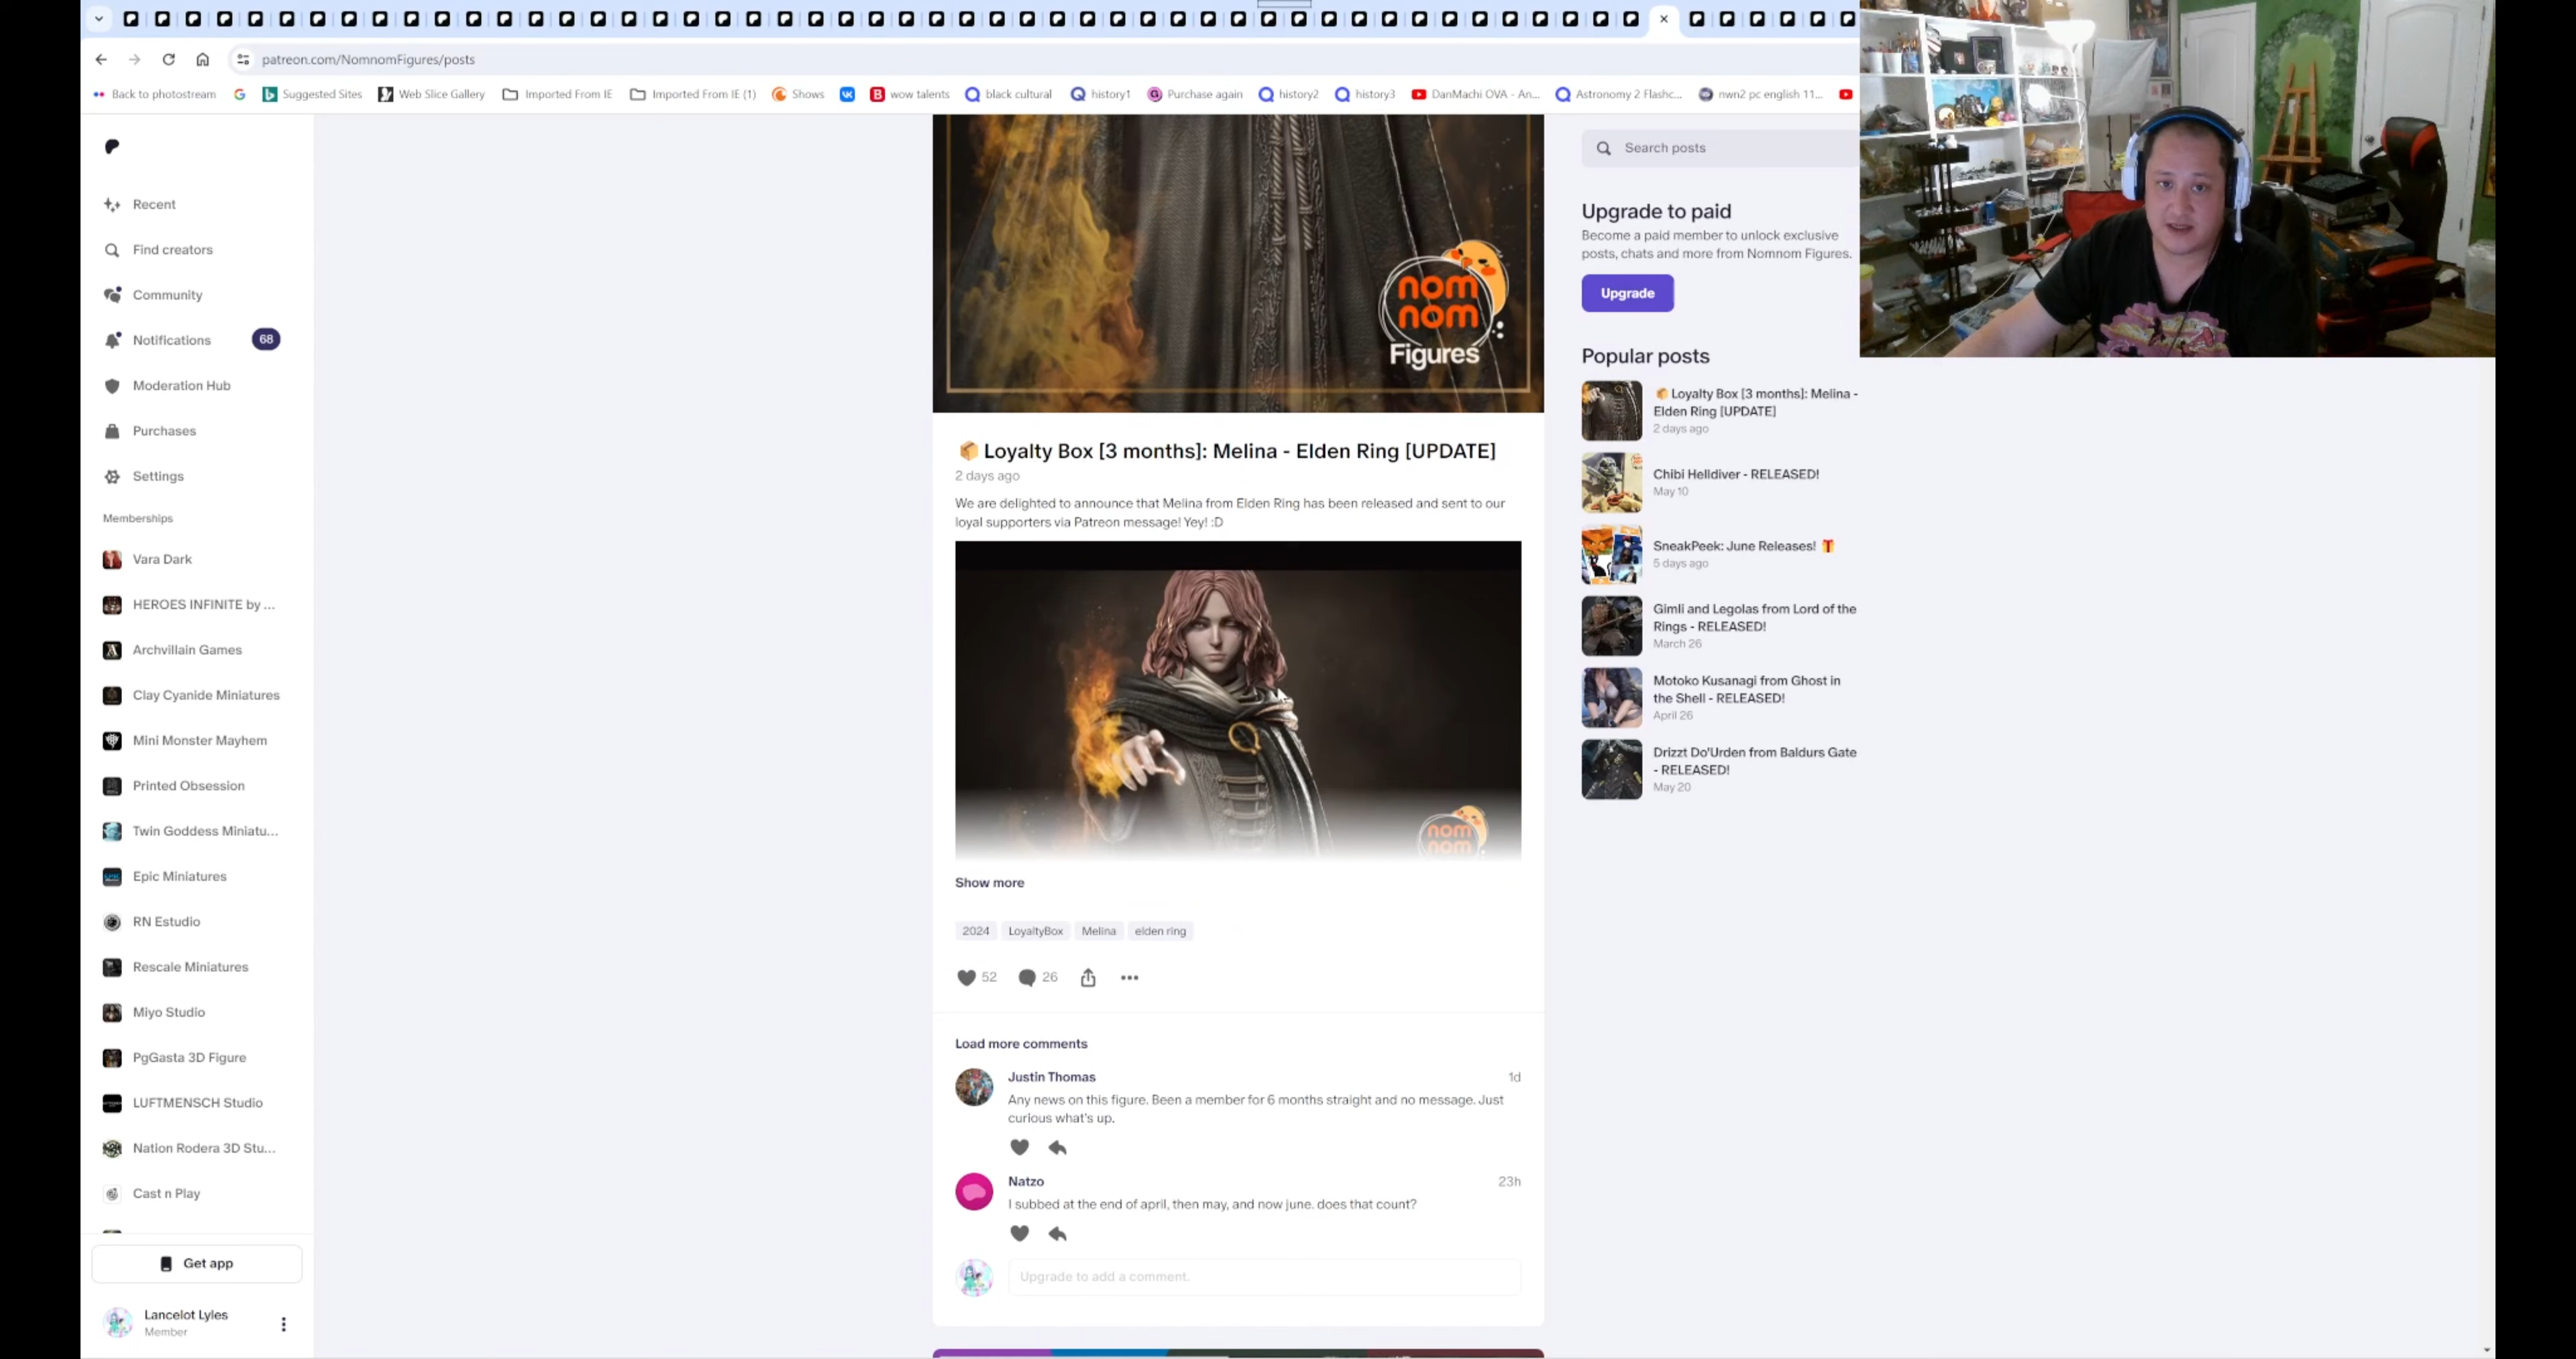 patreon.com/NomnomFigures/posts
Back to photostream
Suggested Sites
Web Slice Gallery
Imported From IE
Imported From IE (1)
Shows
wow talents
black cultural
history1
Purchase again
history2
history3
DanMachi OVA - An...
Astronomy 2 Flashc...
nwn2 pc english 11...
Recent
Find creators
Community
Notifications 68
Moderation Hub
Purchases
Settings
Memberships
Vara Dark
HEROES INFINITE by ...
Archvillain Games
Clay Cyanide Miniatures
Mini Monster Mayhem
Printed Obsession
Twin Goddess Miniatu...
Epic Miniatures
RN Estudio
Rescale Miniatures
Miyo Studio
PgGasta 3D Figure
LUFTMENSCH Studio
Nation Rodera 3D Stu...
Cast n Play
Get app
Lancelot Lyles
Member
nom
nom
Figures
Loyalty Box [3 months]: Melina - Elden Ring [UPDATE]
2 days ago
We are delighted to announce that Melina from Elden Ring has been released and sent to our
loyal supporters via Patreon message! Yey! :D
nom
nom
Show more
2024 LoyaltyBox Melina elden ring
52 26
Load more comments
Justin Thomas 1d
Any news on this figure. Been a member for 6 months straight and no message. Just
curious what's up.
Natzo 23h
I subbed at the end of april, then may, and now june. does that count?
Upgrade to add a comment.
Search posts
Upgrade to paid
Become a paid member to unlock exclusive
posts, chats and more from Nomnom Figures.
Upgrade
Popular posts
Loyalty Box [3 months]: Melina -
Elden Ring [UPDATE]
2 days ago
Chibi Helldiver - RELEASED!
May 10
SneakPeek: June Releases!
5 days ago
Gimli and Legolas from Lord of the
Rings - RELEASED!
March 26
Motoko Kusanagi from Ghost in
the Shell - RELEASED!
April 26
Drizzt Do'Urden from Baldurs Gate
- RELEASED!
May 20